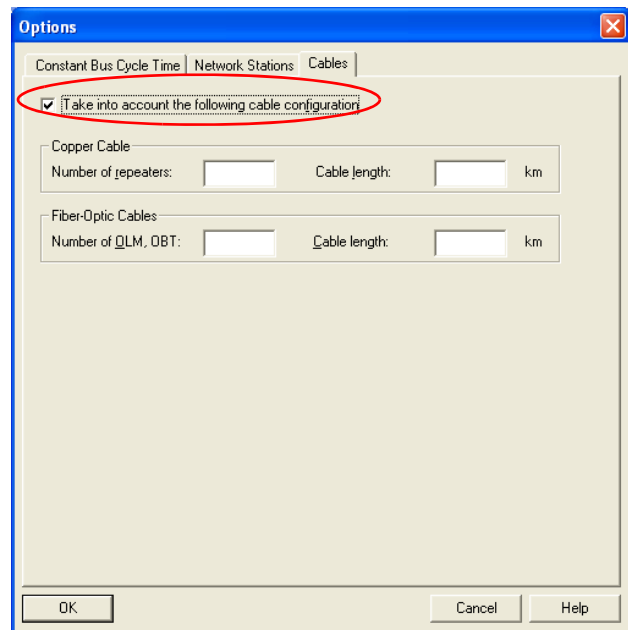 Options
Constant Bus Cycle Time Network Stations Cables
Take into account the following cable configuration
Copper Cable
Number of repeaters: Cable length: km
Fiber-Optic Cables
Number of OLM, OBT: Cable length: km
OK Cancel Help